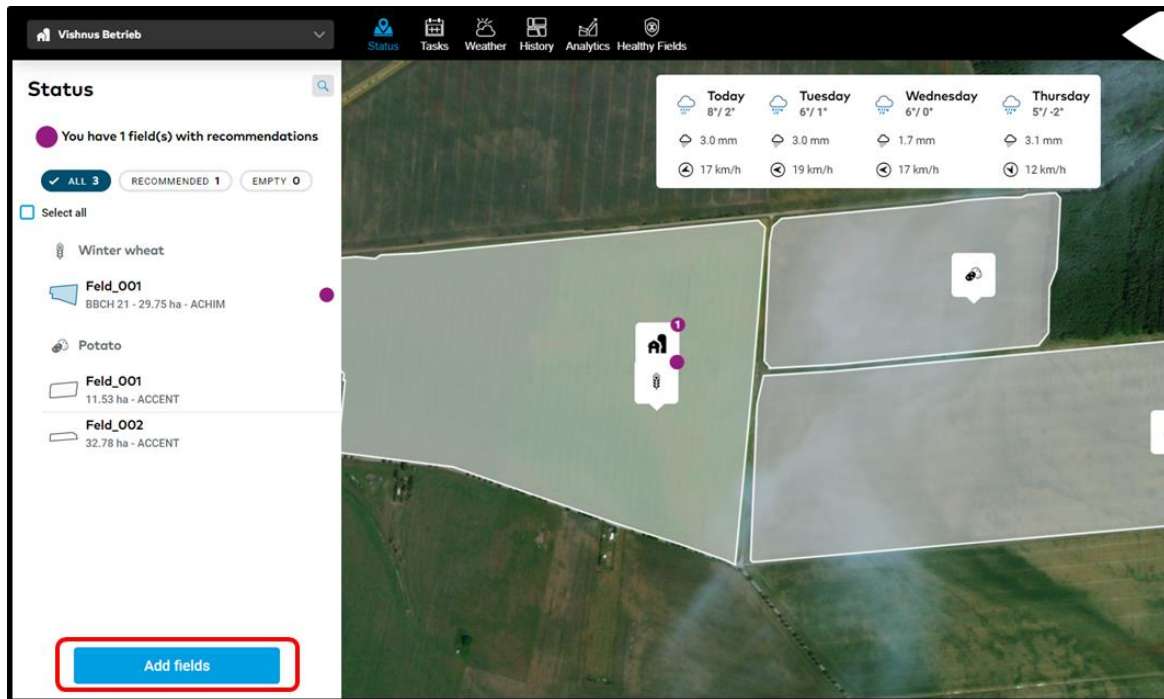 Vishnus Betrieb
Status Tasks Weather History Analytics Healthy Fields
Status
You have 1 field(s) with recommendations
ALL 3 RECOMMENDED 1 EMPTY 0
Select all
Winter wheat
Feld_001
BBCH 21 - 29.75 ha - ACHIM
Potato
Feld_001
11.53 ha - ACCENT
Feld_002
32.78 ha - ACCENT
Add fields
Today Tuesday Wednesday Thursday
8°/ 2° 6°/ 1° 6°/ 0° 5°/ -2°
3.0 mm 3.0 mm 1.7 mm 3.1 mm
17 km/h 19 km/h 17 km/h 12 km/h
1